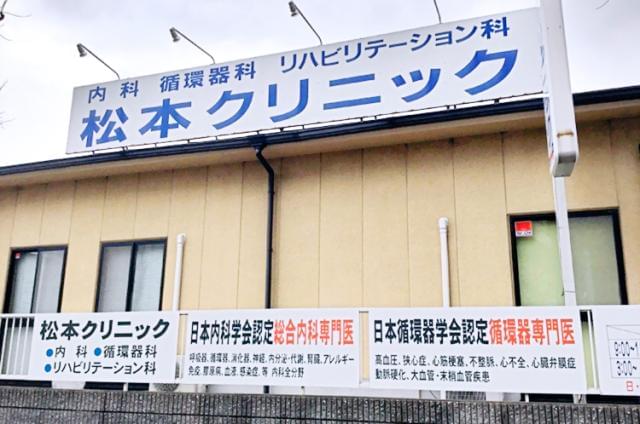 内科 循環器科 リハビリテーション科
松本クリニック
松本クリニック
●内科 ●循環器科
●リハビリテーション科
日本内科学会認定総合内科専門医
呼吸器、循環器、消化器、神経、内分泌・代謝、腎臓、アレルギー
免疫、膠原病、血液、感染症、等 内科全分野
日本循環器学会認定循環器専門医
高血圧、狭心症、心筋梗塞、不整脈、心不全、心臓弁膜症
動脈硬化、大血管・末梢血管疾患
9:00~1
3:00~
日・